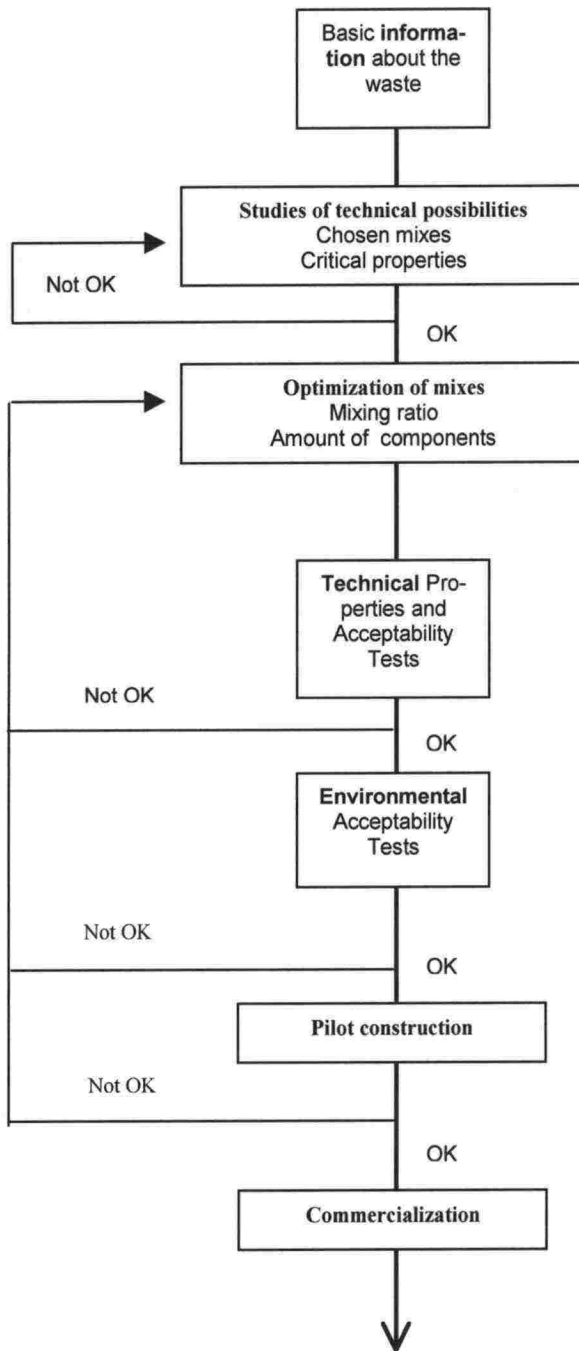 Basic informa-
tion about the
waste
Studies of technical possibilities
Chosen mixes
Critical properties
Not OK
OK
Optimization of mixes
Mixing ratio
Amount of components
Technical Pro-
perties and
Acceptability
Tests
Not OK
OK
Environmental
Acceptability
Tests
Not OK
OK
Pilot construction
Not OK
OK
Commercialization